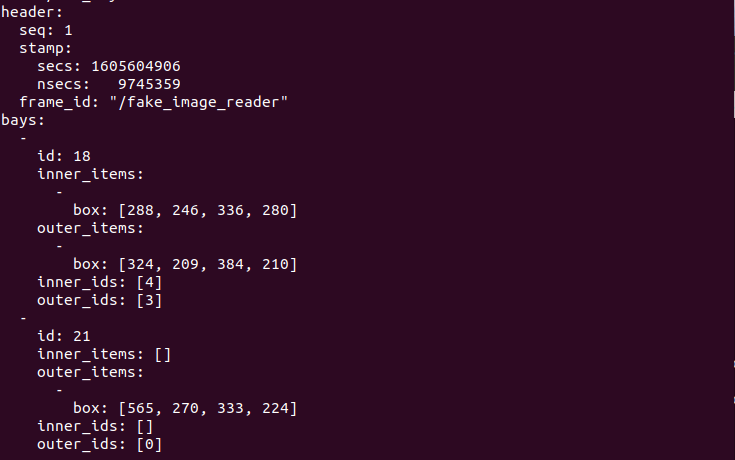 header:
  seq: 1
  stamp:
    secs: 1605604906
    nsecs:   9745359
  frame_id: "/fake_image_reader"
bays:
  -
    id: 18
    inner_items:
      -
        box: [288, 246, 336, 280]
    outer_items:
      -
        box: [324, 209, 384, 210]
    inner_ids: [4]
    outer_ids: [3]
  -
    id: 21
    inner_items: []
    outer_items:
      -
        box: [565, 270, 333, 224]
    inner_ids: []
    outer_ids: [0]